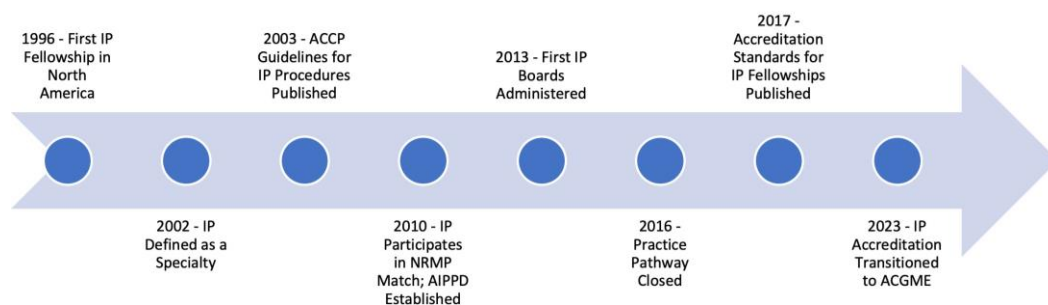 1996 - First IP
Fellowship in
North
America
2002 - IP
Defined as a
Specialty
2003 - ACCP
Guidelines for
IP Procedures
Published
2010 - IP
Participates
in NRMP
Match; AIPPD
Established
2013 - First IP
Boards
Administered
2016 -
Practice
Pathway
Closed
2017 -
Accreditation
Standards for
IP Fellowships
Published
2023 - IP
Accreditation
Transitioned
to ACGME